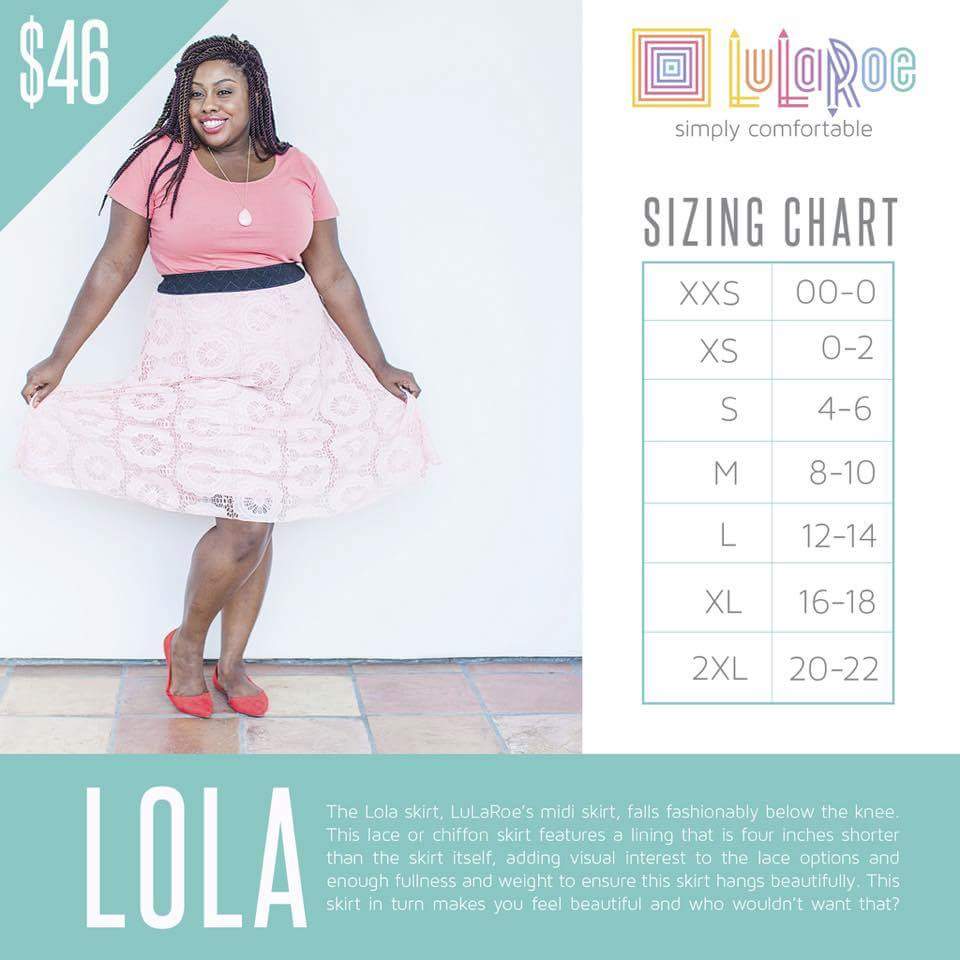 $46
LuLaRoe
simply comfortable
SIZING CHART
XXS 00-0
XS 0-2
S 4-6
M 8-10
L 12-14
XL 16-18
2XL 20-22
LOLA
The Lola skirt, LuLaRoe's midi skirt, falls fashionably below the knee.
This lace or chiffon skirt features a lining that is four inches shorter
than the skirt itself, adding visual interest to the lace options and
enough fullness and weight to ensure this skirt hangs beautifully. This
skirt in turn makes you feel beautiful and who wouldn't want that?